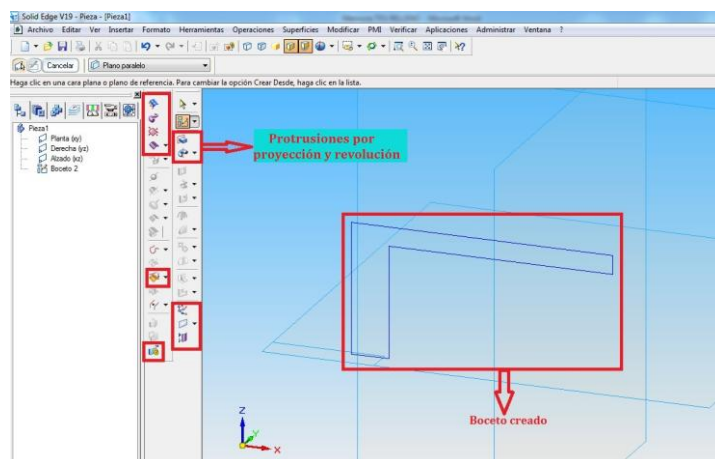 Solid Edge V19 - Pieza - [Pieza1]
Archivo Editar Ver Insertar Formato Herramientas Operaciones Superficies Modificar PMI Verificar Aplicaciones Administrar Ventana ?
Cancelar Plano paralelo
Haga clic en una cara plana o plano de referencia. Para cambiar la opción Crear Desde, haga clic en la lista.
Pieza1
Planta (xy)
Derecha (yz)
Alzado (xz)
Boceto 2
Protrusiones por
proyección y revolución
Boceto creado
Z
Y
X